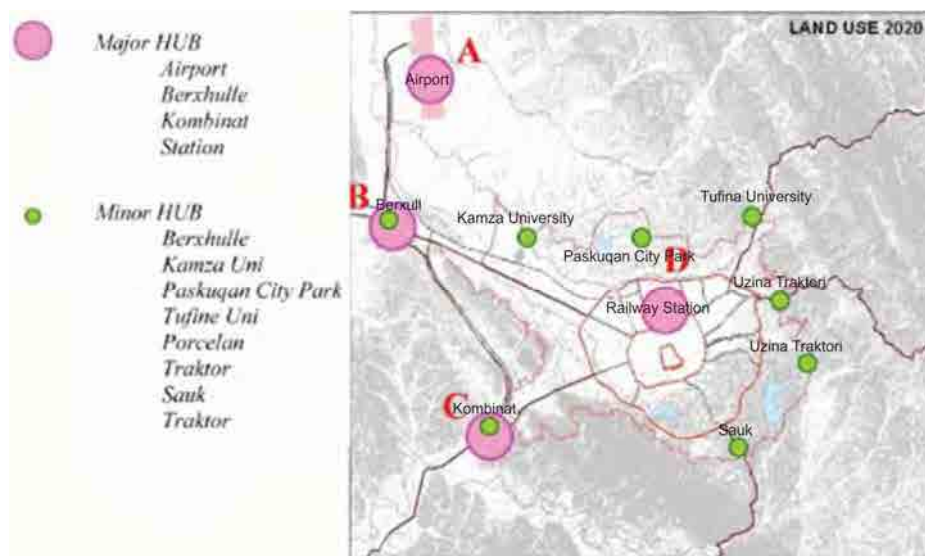 Major HUB
Airport
Berxhulle
Kombinat
Station
Minor HUB
Berxhulle
Kamza Uni
Paskuqan City Park
Tufine Uni
Porcelan
Traktor
Sauk
Traktor
LAND USE 2020
A
Airport
B
Berxull
Kamza University
Tufina University
Paskuqan City Park
D
Railway Station
Uzina Traktori
Uzina Traktori
C
Kombinat
Sauk